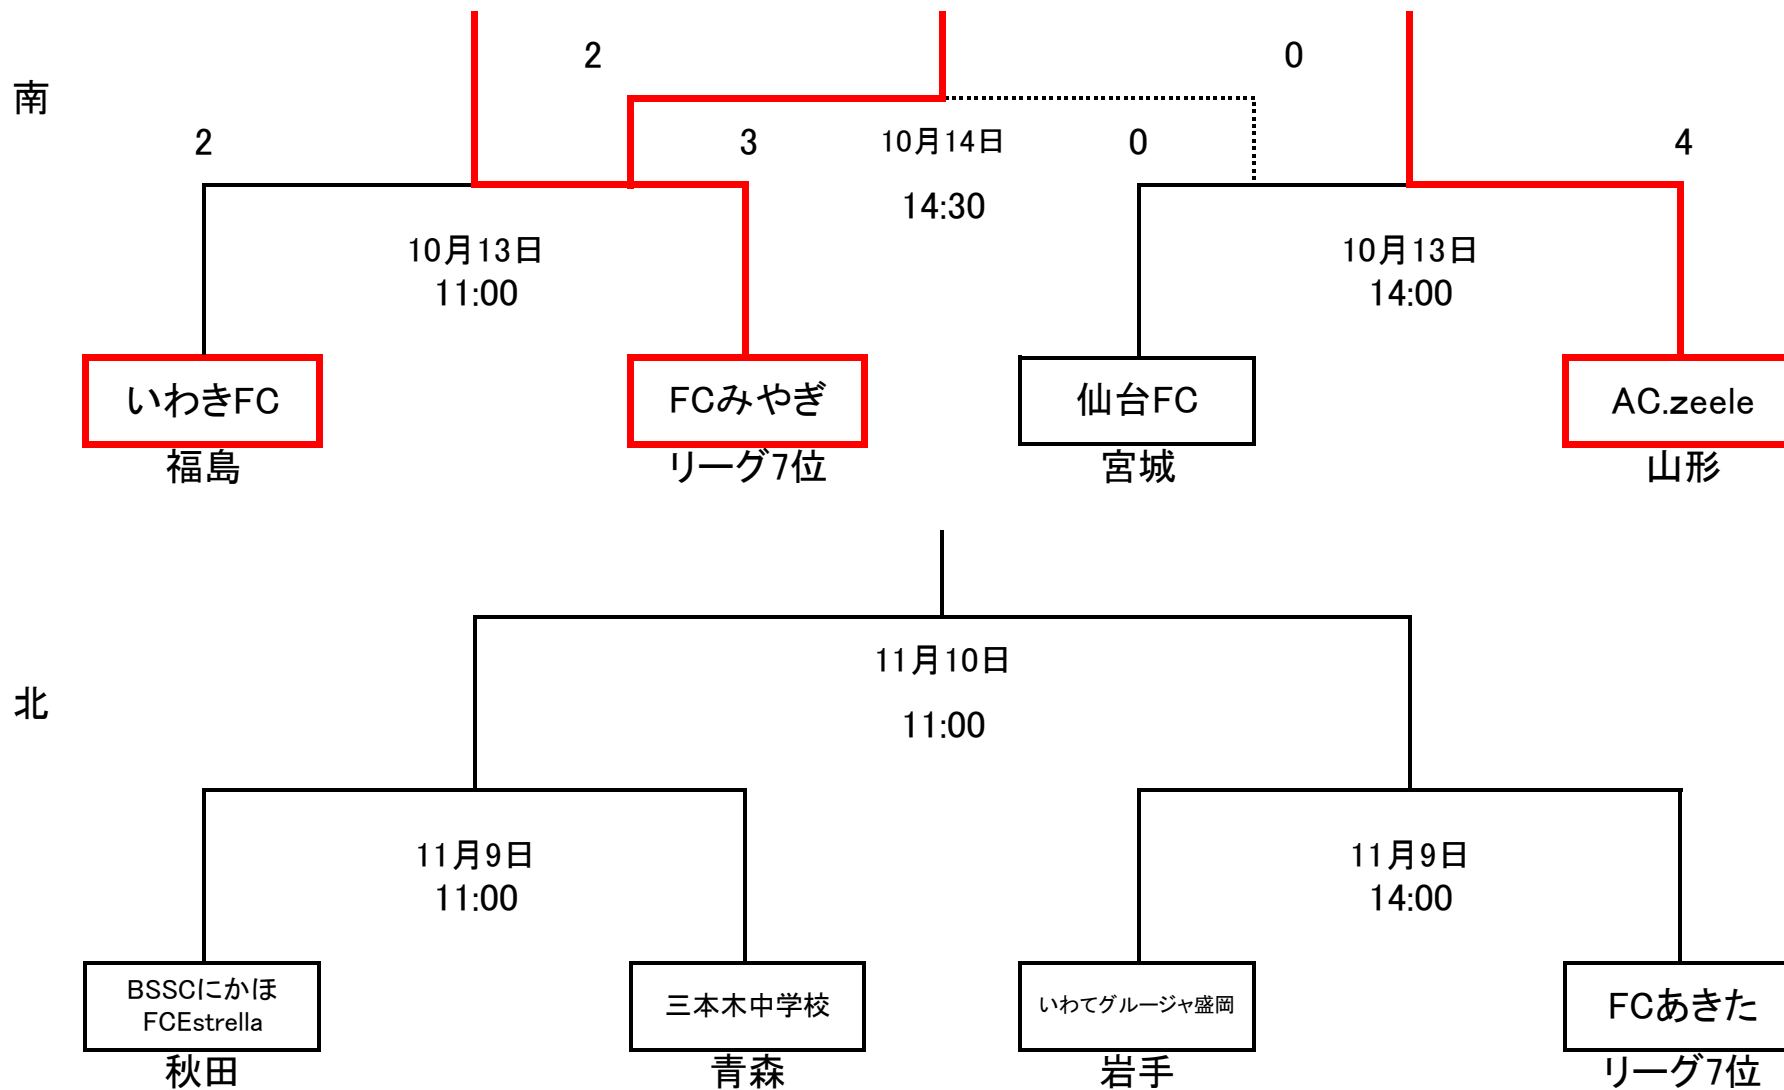 2
0
南
2
3
10月14日
0
4
14:30
10月13日
11:00
10月13日
14:00
いわきFC
FCみやぎ
仙台FC
AC.zeele
福島
リーグ7位
宮城
山形
11月10日
北
11:00
11月9日
11:00
11月9日
14:00
BSSCにかほ
FCEstrella
三本木中学校
いわてグルージャ盛岡
FCあきた
秋田
青森
岩手
リーグ7位